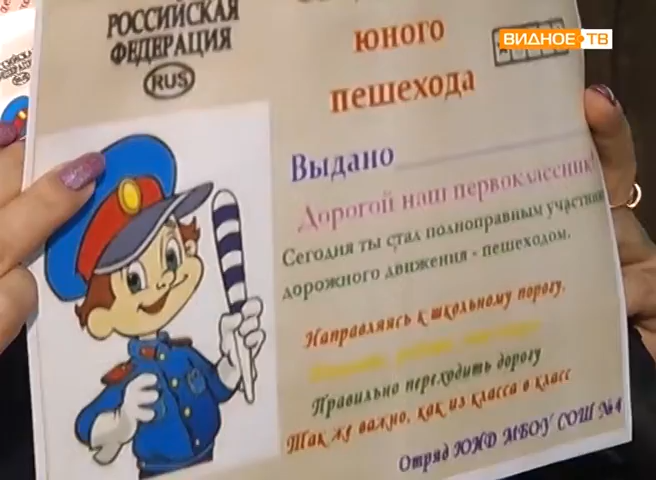 ВИДНОЕ ТВ
РОССИЙСКАЯ
ФЕДЕРАЦИЯ
RUS
юного
пешехода
Выдано
Дорогой наш первоклассник!
Сегодня ты стал полноправным участник
дорожного движения - пешеходом.
Направляясь к школьному порогу,
Правильно переходить дорогу
Так же важно, как из класса в класс
Отряд ЮИД МБОУ СОШ №4